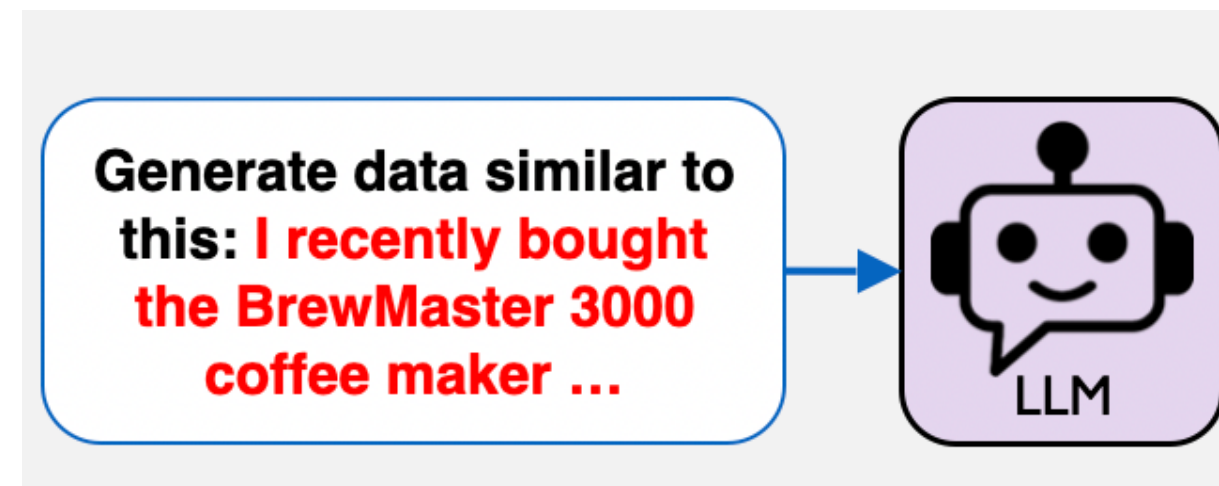 Generate data similar to
this: I recently bought
the BrewMaster 3000
coffee maker ...
LLM